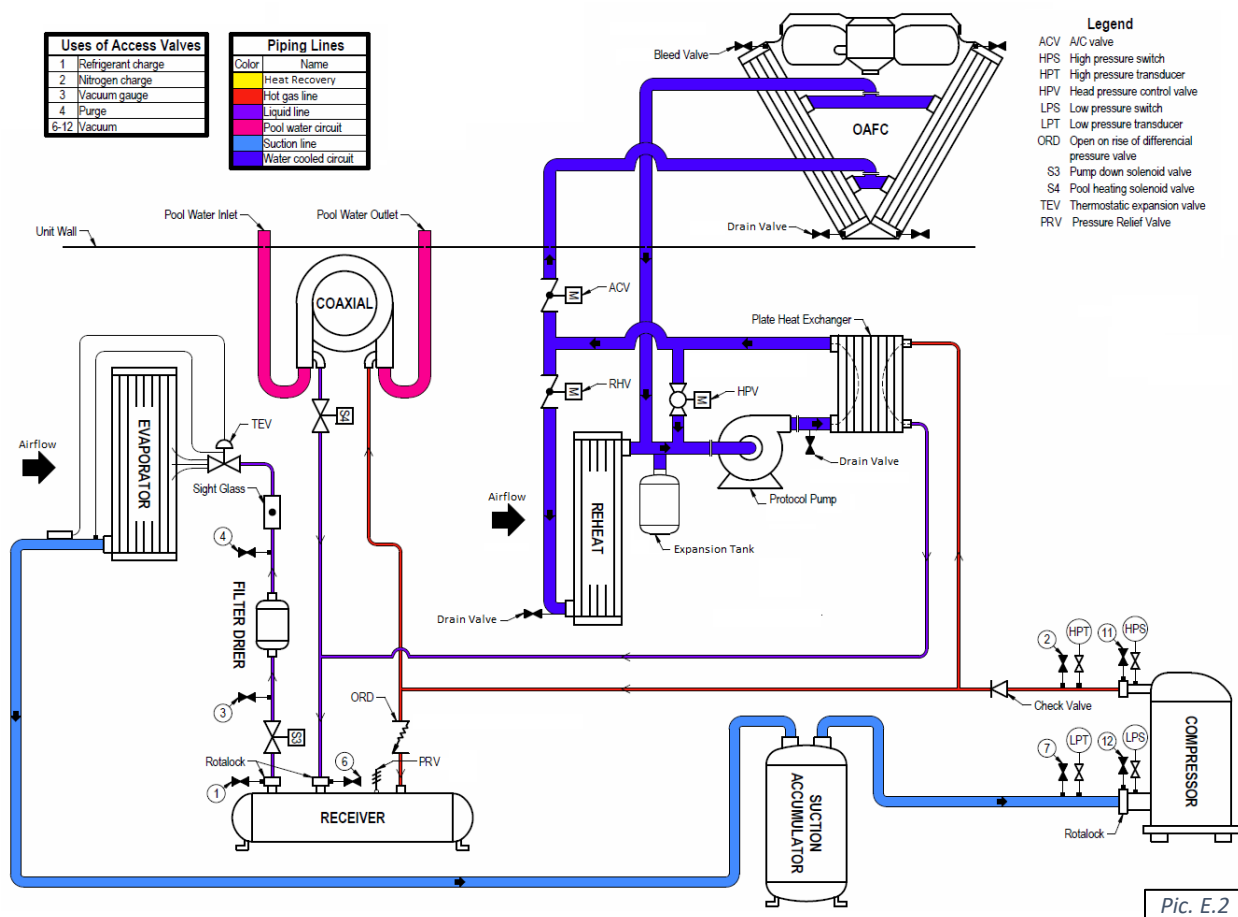 Uses of Access Valves
1 Refrigerant charge
2 Nitrogen charge
3 Vacuum gauge
4 Purge
6-12 Vacuum
Piping Lines
Color Name
Heat Recovery
Hot gas line
Liquid line
Pool water circuit
Suction line
Water cooled circuit
Legend
ACV A/C valve
HPS High pressure switch
HPT High pressure transducer
HPV Head pressure control valve
LPS Low pressure switch
LPT Low pressure transducer
ORD Open on rise of differencial
pressure valve
S3 Pump down solenoid valve
S4 Pool heating solenoid valve
TEV Thermostatic expansion valve
PRV Pressure Relief Valve
Bleed Valve
OAFC
Drain Valve
Pool Water Inlet
Pool Water Outlet
Unit Wall
COAXIAL
M
ACV
Plate Heat Exchanger
M
RHV
M
HPV
S4
TEV
Airflow
EVAPORATOR
Sight Glass
4
FILTER DRIER
3
S3
Airflow
REHEAT
Expansion Tank
Protocol Pump
Drain Valve
Drain Valve
ORD
PRV
Rotalock
6
1
RECEIVER
SUCTION
ACCUMULATOR
2
HPT
11
HPS
Check Valve
7
LPT
12
LPS
Rotalock
COMPRESSOR
Pic. E.2